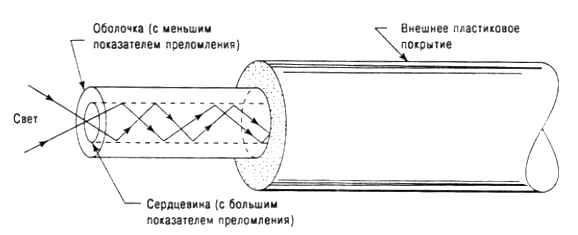 Оболочка (с меньшим
показателем преломления)
Внешнее пластиковое
покрытие
Свет
Сердцевина (с большим
показателем преломления)